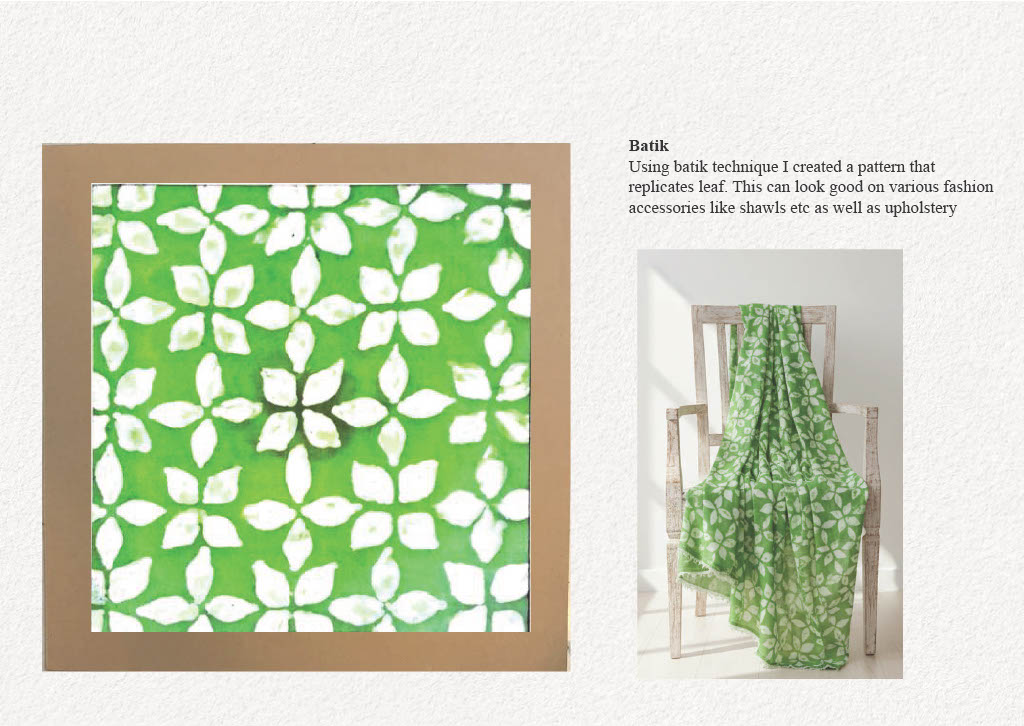 Batik
Using batik technique I created a pattern that
replicates leaf. This can look good on various fashion
accessories like shawls etc as well as upholstery